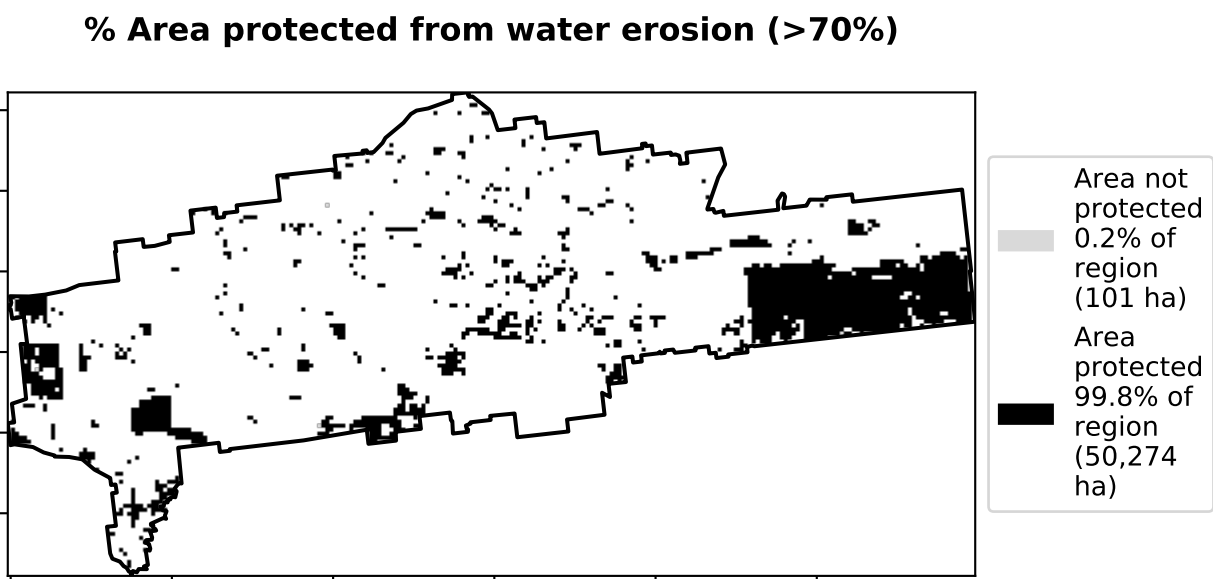 % Area protected from water erosion (>70%)
Area not
protected
0.2% of
region
(101 ha)
Area
protected
99.8% of
region
(50,274
ha)